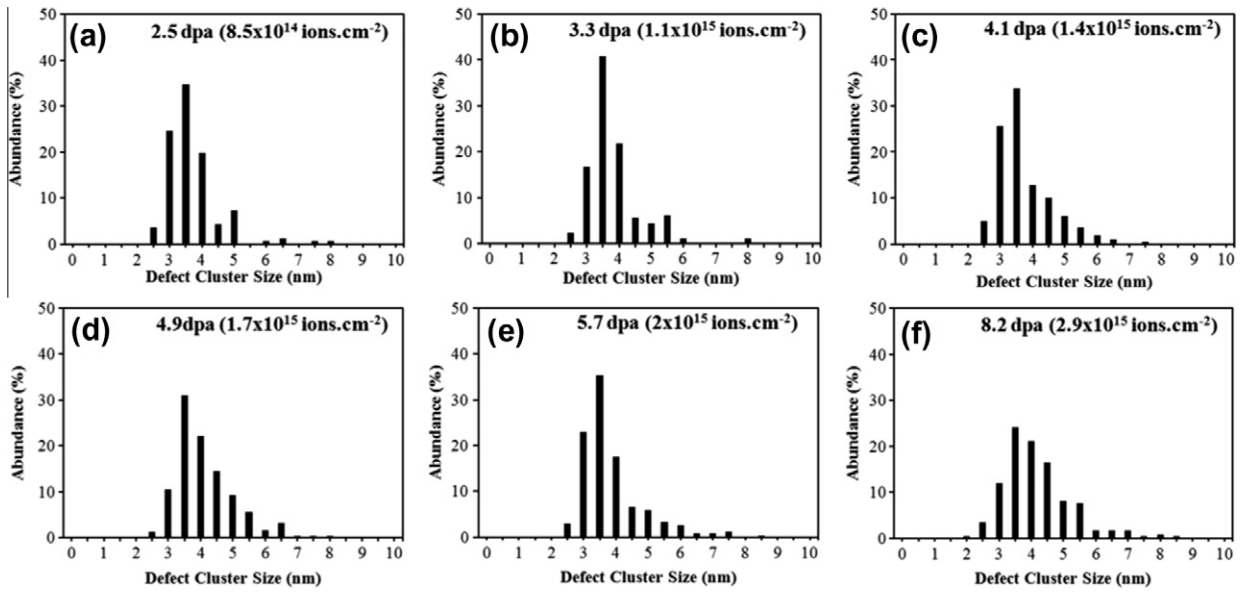 (a) 2.5 dpa (8.5x10¹⁴ ions.cm⁻²)
50
40
30
20
10
0
Abundance (%)
0 1 2 3 4 5 6 7 8 9 10
Defect Cluster Size (nm)
(b) 3.3 dpa (1.1x10¹⁵ ions.cm⁻²)
50
40
30
20
10
0
Abundance (%)
0 1 2 3 4 5 6 7 8 9 10
Defect Cluster Size (nm)
(c) 4.1 dpa (1.4x10¹⁵ ions.cm⁻²)
50
40
30
20
10
0
Abundance (%)
0 1 2 3 4 5 6 7 8 9 10
Defect Cluster Size (nm)
(d) 4.9dpa (1.7x10¹⁵ ions.cm⁻²)
50
40
30
20
10
0
Abundance (%)
0 1 2 3 4 5 6 7 8 9 10
Defect Cluster Size (nm)
(e) 5.7 dpa (2x10¹⁵ ions.cm⁻²)
50
40
30
20
10
0
Abundance (%)
0 1 2 3 4 5 6 7 8 9 10
Defect Cluster Size (nm)
(f) 8.2 dpa (2.9x10¹⁵ ions.cm⁻²)
50
40
30
20
10
0
Abundance (%)
0 1 2 3 4 5 6 7 8 9 10
Defect Cluster Size (nm)